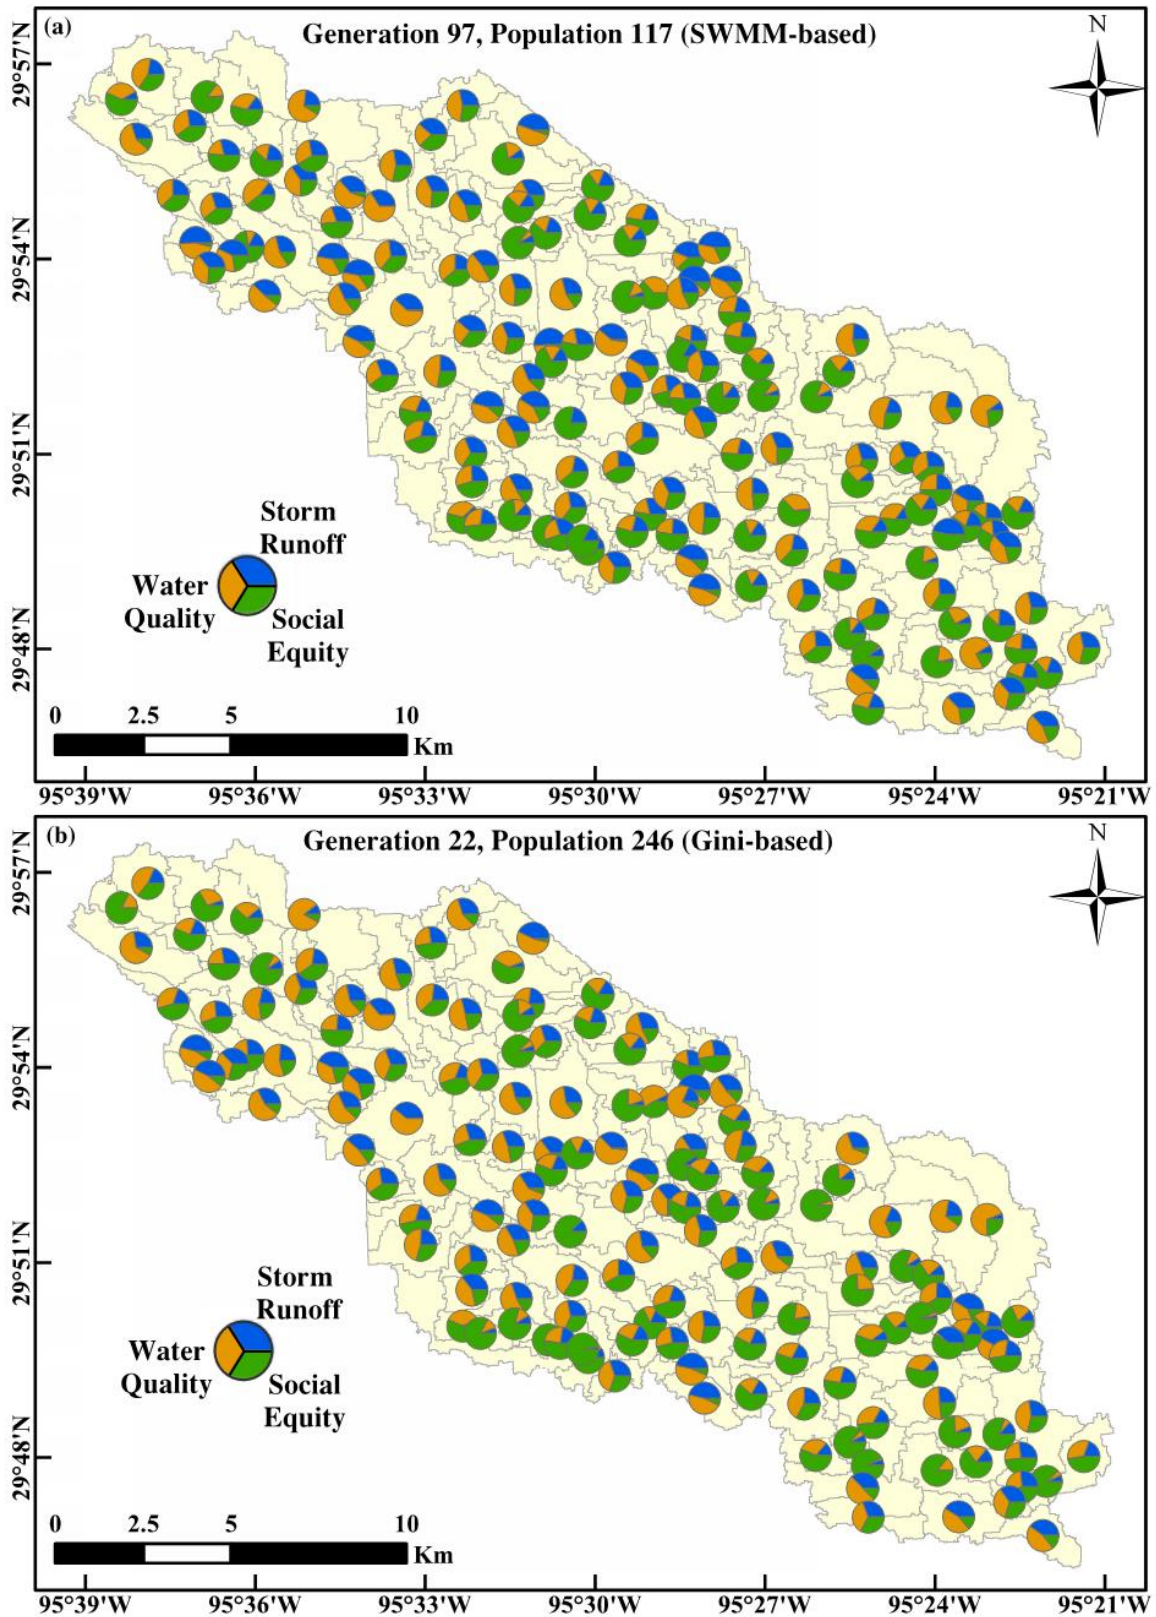 (a)
Generation 97, Population 117 (SWMM-based)
N
29°57'N
29°54'N
29°51'N
29°48'N
Storm
Runoff
Water
Quality
Social
Equity
0 2.5 5 10
Km
95°39'W 95°36'W 95°33'W 95°30'W 95°27'W 95°24'W 95°21'W
(b)
Generation 22, Population 246 (Gini-based)
N
29°57'N
29°54'N
29°51'N
29°48'N
Storm
Runoff
Water
Quality
Social
Equity
0 2.5 5 10
Km
95°39'W 95°36'W 95°33'W 95°30'W 95°27'W 95°24'W 95°21'W